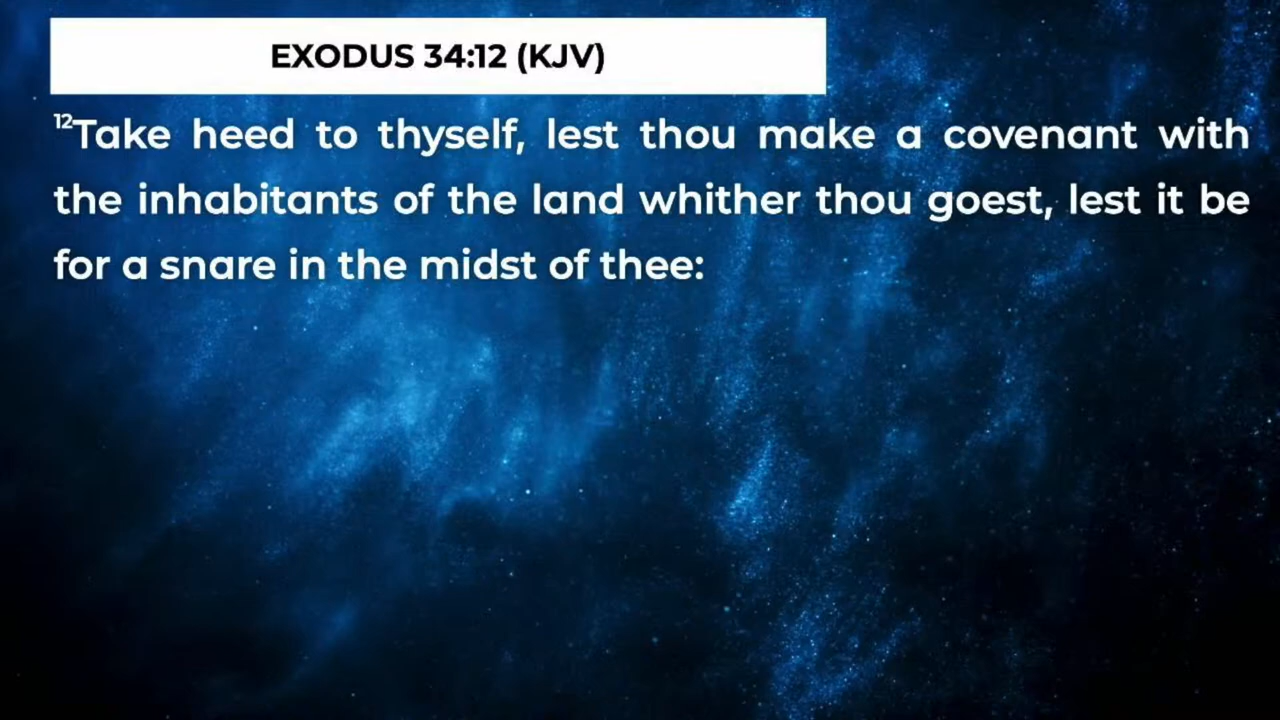 EXODUS 34:12 (KJV)
12Take heed to thyself, lest thou make a covenant with
the inhabitants of the land whither thou goest, lest it be
for a snare in the midst of thee: